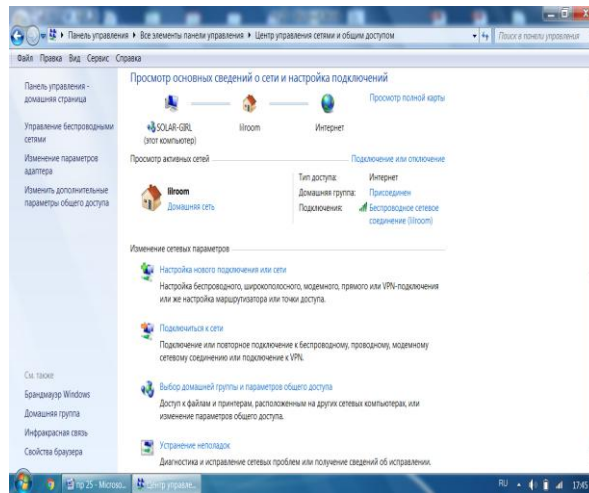 Панель управления ▸ Все элементы панели управления ▸ Центр управления сетями и общим доступом
Поиск в панели управления
Файл Правка Вид Сервис Справка
Панель управления -
домашняя страница
Управление беспроводными
сетями
Изменение параметров
адаптера
Изменить дополнительные
параметры общего доступа
См. также
Брандмауэр Windows
Домашняя группа
Инфракрасная связь
Свойства браузера
Просмотр основных сведений о сети и настройка подключений
Просмотр полной карты
SOLAR-GIRL
(этот компьютер)
lilroom
Интернет
Просмотр активных сетей
Подключение или отключение
lilroom
Домашняя сеть
Тип доступа: Интернет
Домашняя группа: Присоединен
Подключения: Беспроводное сетевое
соединение (lilroom)
Изменение сетевых параметров
Настройка нового подключения или сети
Настройка беспроводного, широкополосного, модемного, прямого или VPN-подключения
или же настройка маршрутизатора или точки доступа.
Подключиться к сети
Подключение или повторное подключение к беспроводному, проводному, модемному
сетевому соединению или подключение к VPN.
Выбор домашней группы и параметров общего доступа
Доступ к файлам и принтерам, расположенным на других сетевых компьютерах, или
изменение параметров общего доступа.
Устранение неполадок
Диагностика и исправление сетевых проблем или получение сведений об исправлении.
пр 25 - Microso...
Центр управле...
RU
17:45